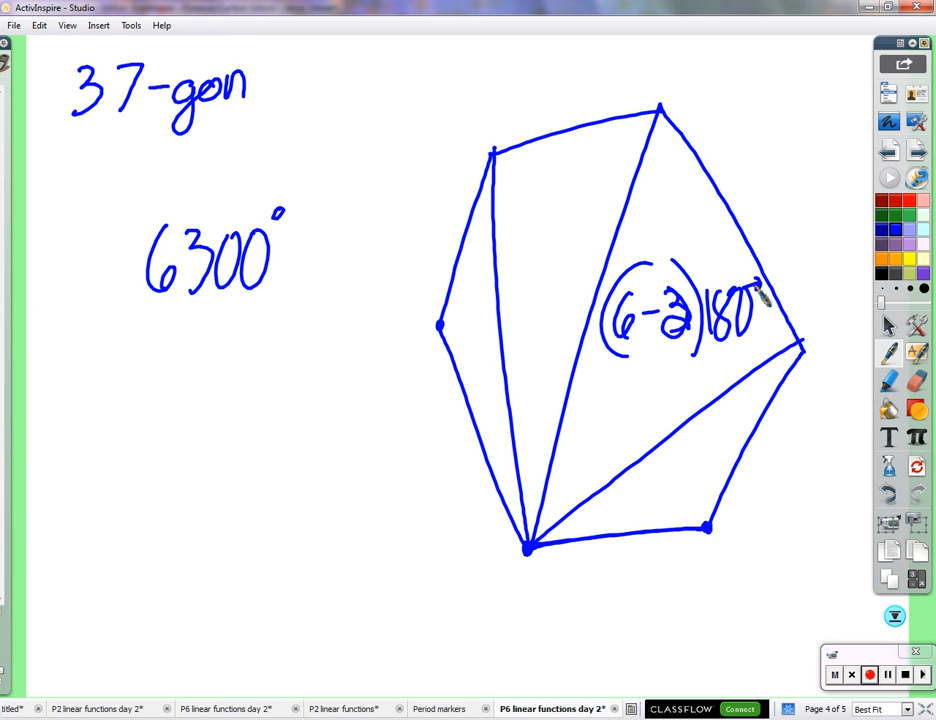 ActivInspire - Studio
File Edit View Insert Tools Help
37-gon
6300°
(6-2)180
M
titled*
P2 linear functions day 2*
P6 linear functions day 2*
P2 linear functions*
Period markers
P6 linear functions day 2*
CLASSFLOW Connect
Page 4 of 5
Best Fit